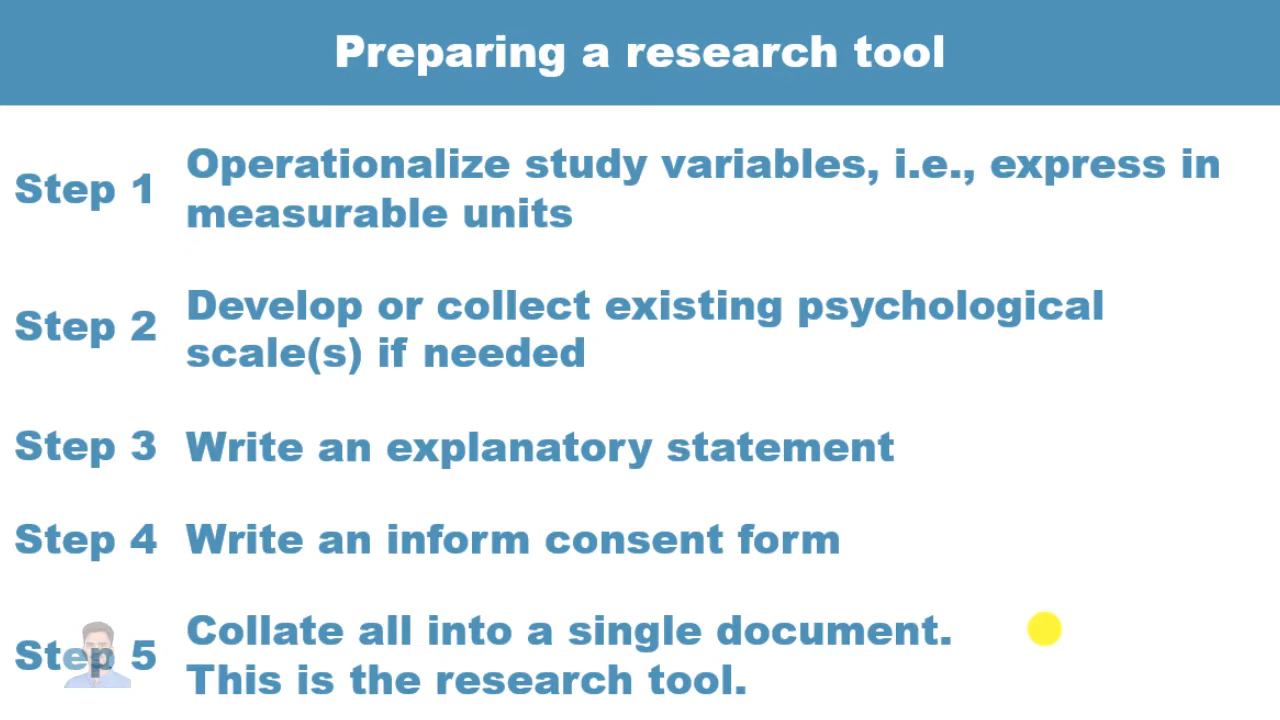 Preparing a research tool
Step 1
Operationalize study variables, i.e., express in
measurable units
Step 2
Develop or collect existing psychological
scale(s) if needed
Step 3
Write an explanatory statement
Step 4
Write an inform consent form
Step 5
Collate all into a single document.
This is the research tool.